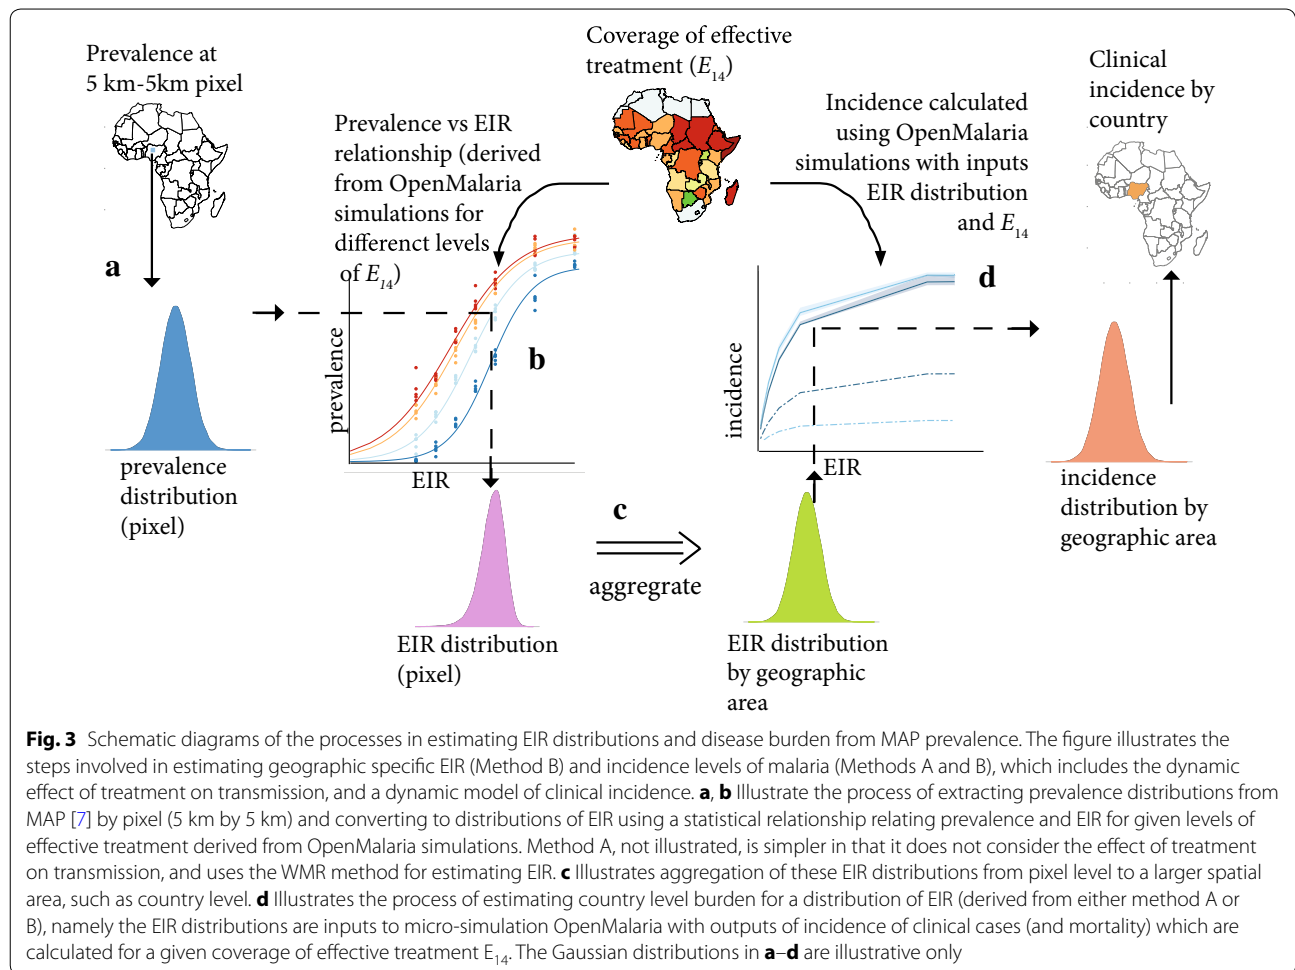 Prevalence at
5 km-5km pixel
Prevalence vs EIR
relationship (derived
from OpenMalaria
simulations for
differenct levels
of E14)
Coverage of effective
treatment (E14)
Incidence calculated
using OpenMalaria
simulations with inputs
EIR distribution
and E14
Clinical
incidence by
country
a
b
d
prevalence
EIR
incidence
EIR
prevalence
distribution
(pixel)
c
aggregrate
EIR distribution
(pixel)
EIR distribution
by geographic
area
incidence
distribution by
geographic area
Fig. 3 Schematic diagrams of the processes in estimating EIR distributions and disease burden from MAP prevalence. The figure illustrates the
steps involved in estimating geographic specific EIR (Method B) and incidence levels of malaria (Methods A and B), which includes the dynamic
effect of treatment on transmission, and a dynamic model of clinical incidence. a, b Illustrate the process of extracting prevalence distributions from
MAP [7] by pixel (5 km by 5 km) and converting to distributions of EIR using a statistical relationship relating prevalence and EIR for given levels of
effective treatment derived from OpenMalaria simulations. Method A, not illustrated, is simpler in that it does not consider the effect of treatment
on transmission, and uses the WMR method for estimating EIR. c Illustrates aggregation of these EIR distributions from pixel level to a larger spatial
area, such as country level. d Illustrates the process of estimating country level burden for a distribution of EIR (derived from either method A or
B), namely the EIR distributions are inputs to micro-simulation OpenMalaria with outputs of incidence of clinical cases (and mortality) which are
calculated for a given coverage of effective treatment E14. The Gaussian distributions in a–d are illustrative only